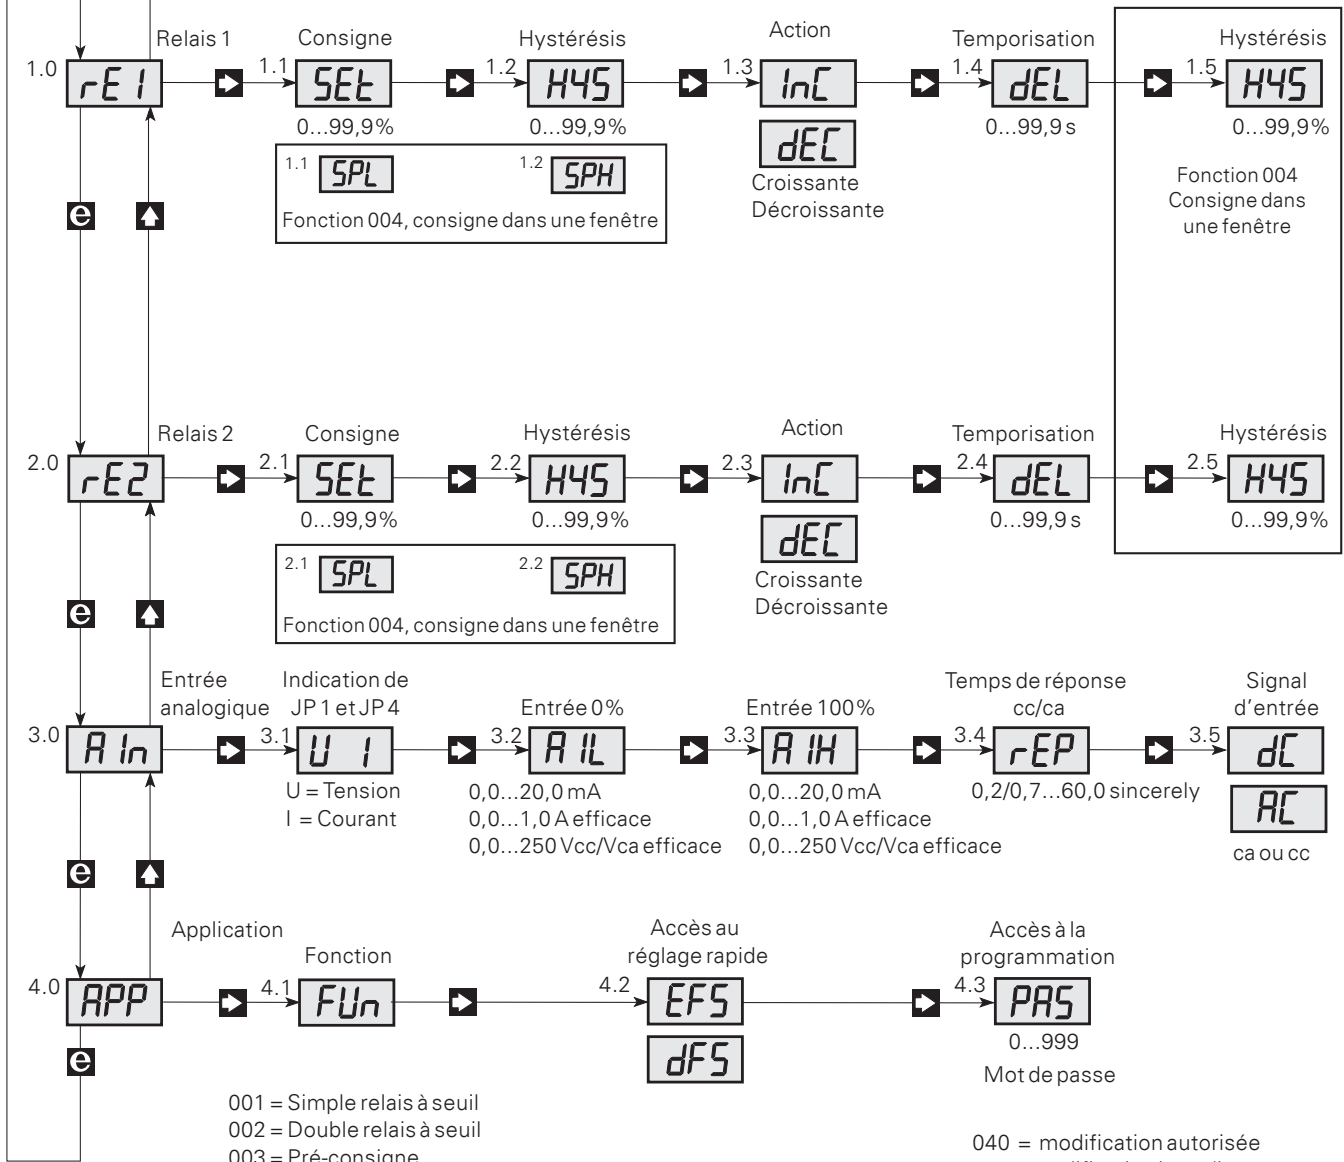 Relais 1
Consigne
Hystérésis
Action
Temporisation
Hystérésis
1.0
rE1
1.1
SEt
1.2
HYS
1.3
InC
1.4
dEL
1.5
HYS
0...99,9%
0...99,9%
dEC
0...99,9 s
0...99,9%
1.1
SPL
1.2
SPH
Croissante
Décroissante
Fonction 004
Consigne dans
une fenêtre
Fonction 004, consigne dans une fenêtre
e
Relais 2
Consigne
Hystérésis
Action
Temporisation
Hystérésis
2.0
rE2
2.1
SEt
2.2
HYS
2.3
InC
2.4
dEL
2.5
HYS
0...99,9%
0...99,9%
dEC
0...99,9 s
0...99,9%
2.1
SPL
2.2
SPH
Croissante
Décroissante
Fonction 004, consigne dans une fenêtre
e
Entrée
analogique
Indication de
JP 1 et JP 4
Entrée 0%
Entrée 100%
Temps de réponse
cc/ca
Signal
d'entrée
3.0
A In
3.1
U I
3.2
A IL
3.3
A IH
3.4
rEP
3.5
dC
U = Tension
I = Courant
0,0...20,0 mA
0,0...1,0 A efficace
0,0...250 Vcc/Vca efficace
0,0...20,0 mA
0,0...1,0 A efficace
0,0...250 Vcc/Vca efficace
0,2/0,7...60,0 sincerely
AC
ca ou cc
e
Application
Fonction
Accès au
réglage rapide
Accès à la
programmation
4.0
APP
4.1
FUn
4.2
EFS
4.3
PAS
dFS
0...999
Mot de passe
e
001 = Simple relais à seuil
002 = Double relais à seuil
003 = Pré-consigne
040 = modification autorisée